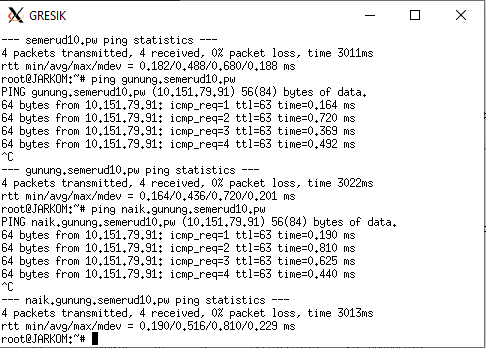 GRESIK
--- semerud10.pw ping statistics ---
4 packets transmitted, 4 received, 0% packet loss, time 3011ms
rtt min/avg/max/mdev = 0.182/0.488/0.680/0.188 ms
root@JARKOM:~# ping gunung.semerud10.pw
PING gunung.semerud10.pw (10.151.79.91) 56(84) bytes of data.
64 bytes from 10.151.79.91: icmp_req=1 ttl=63 time=0.164 ms
64 bytes from 10.151.79.91: icmp_req=2 ttl=63 time=0.720 ms
64 bytes from 10.151.79.91: icmp_req=3 ttl=63 time=0.369 ms
64 bytes from 10.151.79.91: icmp_req=4 ttl=63 time=0.492 ms
^C
--- gunung.semerud10.pw ping statistics ---
4 packets transmitted, 4 received, 0% packet loss, time 3022ms
rtt min/avg/max/mdev = 0.164/0.436/0.720/0.201 ms
root@JARKOM:~# ping naik.gunung.semerud10.pw
PING naik.gunung.semerud10.pw (10.151.79.91) 56(84) bytes of data.
64 bytes from 10.151.79.91: icmp_req=1 ttl=63 time=0.190 ms
64 bytes from 10.151.79.91: icmp_req=2 ttl=63 time=0.810 ms
64 bytes from 10.151.79.91: icmp_req=3 ttl=63 time=0.625 ms
64 bytes from 10.151.79.91: icmp_req=4 ttl=63 time=0.440 ms
^C
--- naik.gunung.semerud10.pw ping statistics ---
4 packets transmitted, 4 received, 0% packet loss, time 3013ms
rtt min/avg/max/mdev = 0.190/0.516/0.810/0.229 ms
root@JARKOM:~#